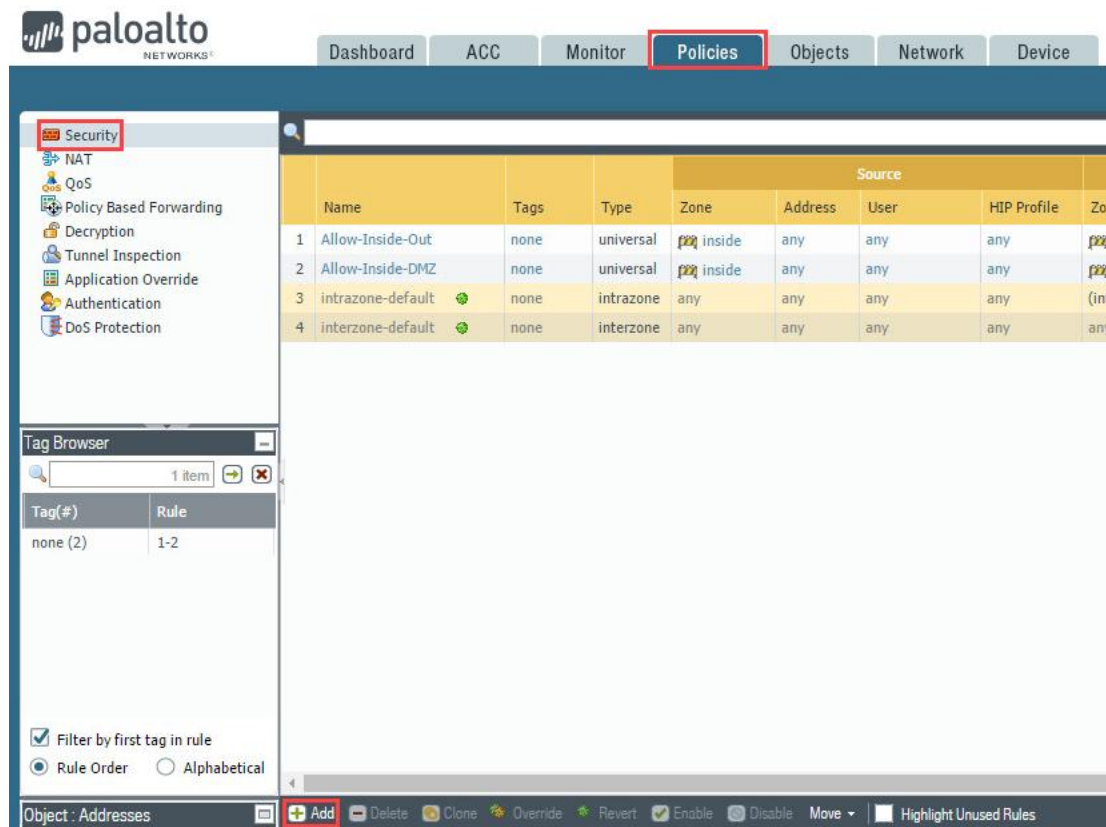 paloalto
NETWORKS
Dashboard ACC Monitor Policies Objects Network Device
Security
NAT
QoS
Policy Based Forwarding
Decryption
Tunnel Inspection
Application Override
Authentication
DoS Protection
Source
Name Tags Type Zone Address User HIP Profile Zo
1 Allow-Inside-Out none universal inside any any any
2 Allow-Inside-DMZ none universal inside any any any
3 intrazone-default none intrazone any any any any (in
4 interzone-default none interzone any any any any any
Tag Browser
1 item
Tag(#) Rule
none (2) 1-2
Filter by first tag in rule
Rule Order Alphabetical
Object : Addresses
Add Delete Clone Override Revert Enable Disable Move Highlight Unused Rules